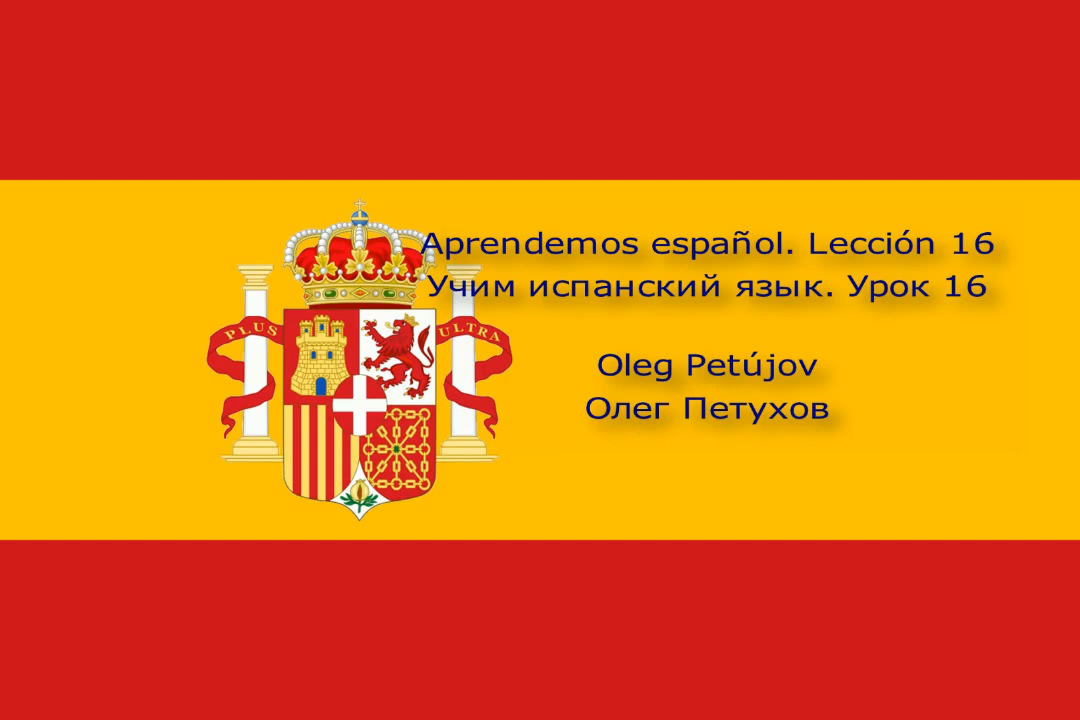 Aprendemos español. Lección 16
Учим испанский язык. Урок 16
PLUS ULTRA
Oleg Petújov
Олег Петухов